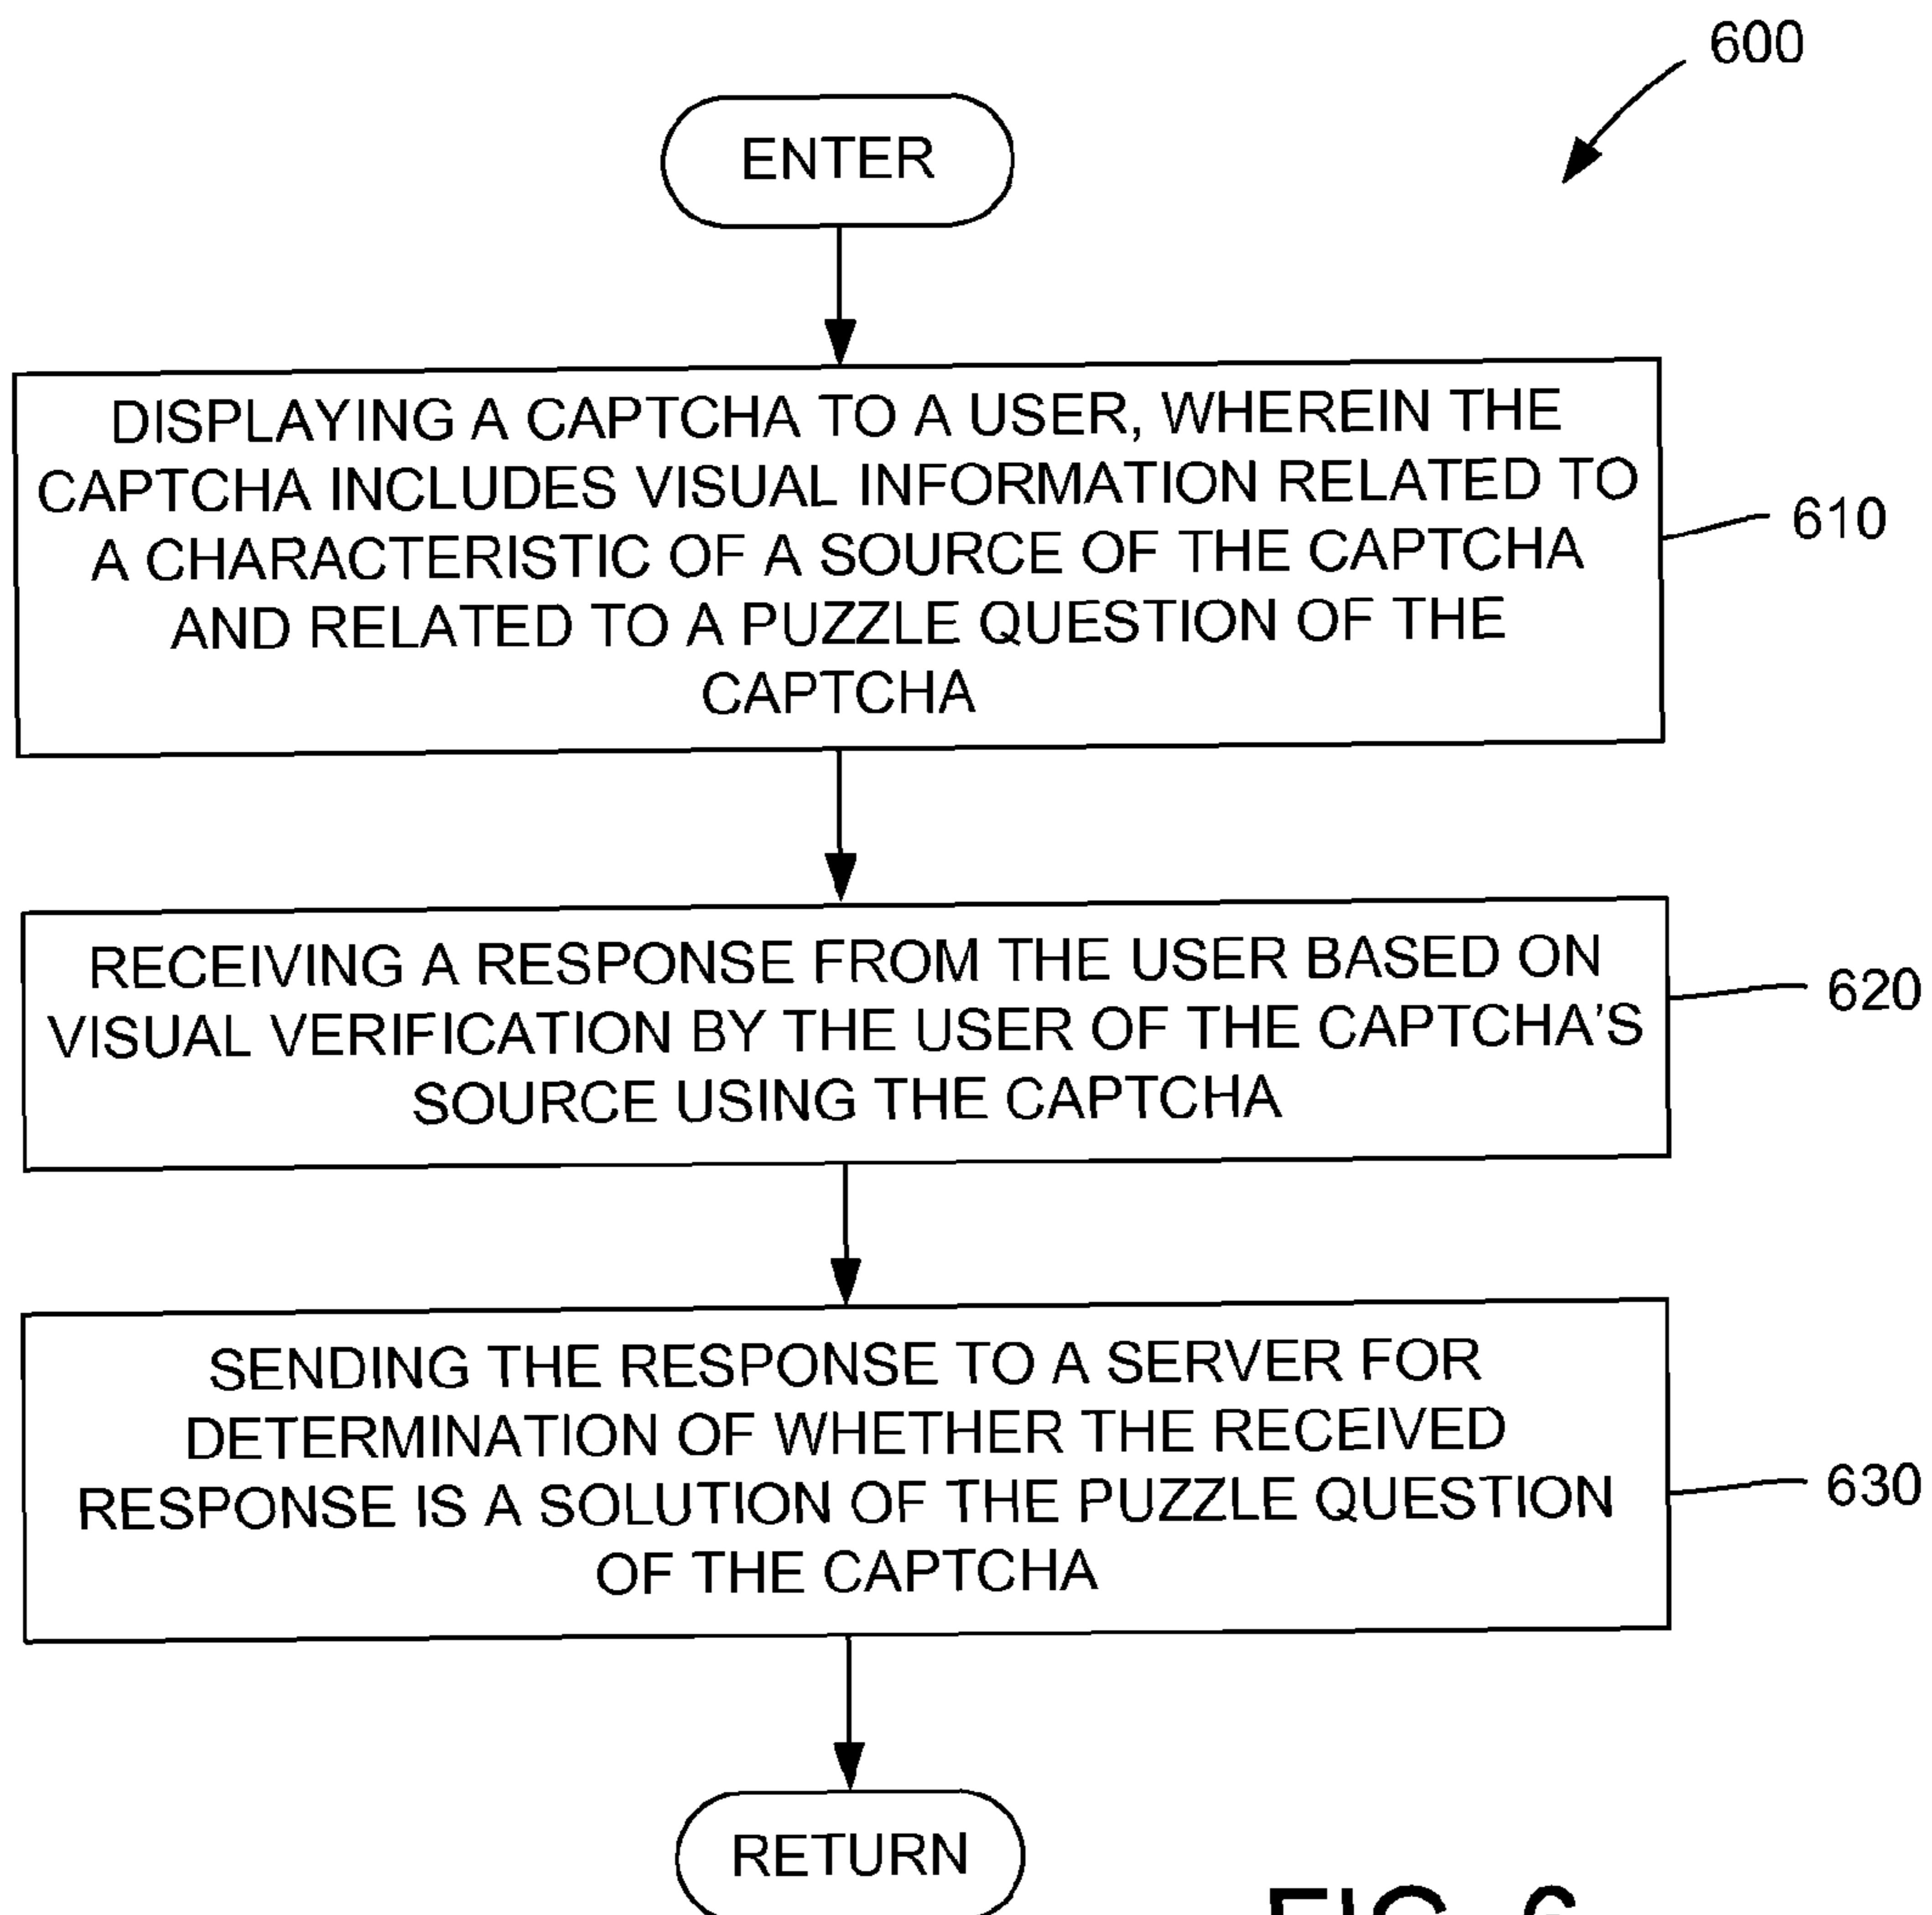 600
ENTER
DISPLAYING A CAPTCHA TO A USER, WHEREIN THE
CAPTCHA INCLUDES VISUAL INFORMATION RELATED TO
A CHARACTERISTIC OF A SOURCE OF THE CAPTCHA
AND RELATED TO A PUZZLE QUESTION OF THE
CAPTCHA
610
RECEIVING A RESPONSE FROM THE USER BASED ON
VISUAL VERIFICATION BY THE USER OF THE CAPTCHA'S
SOURCE USING THE CAPTCHA
620
SENDING THE RESPONSE TO A SERVER FOR
DETERMINATION OF WHETHER THE RECEIVED
RESPONSE IS A SOLUTION OF THE PUZZLE QUESTION
OF THE CAPTCHA
630
RETURN